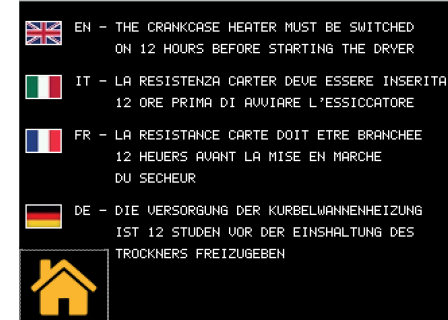 EN - THE CRANKCASE HEATER MUST BE SWITCHED
ON 12 HOURS BEFORE STARTING THE DRYER
IT - LA RESISTENZA CARTER DEVE ESSERE INSERITA
12 ORE PRIMA DI AVVIARE L'ESSICCATORE
FR - LA RESISTANCE CARTE DOIT ETRE BRANCHEE
12 HEUERS AVANT LA MISE EN MARCHE
DU SECHEUR
DE - DIE VERSORGUNG DER KURBELWANNENHEIZUNG
IST 12 STUDEN VOR DER EINSHALTUNG DES
TROCKNERS FREIZUGEBEN